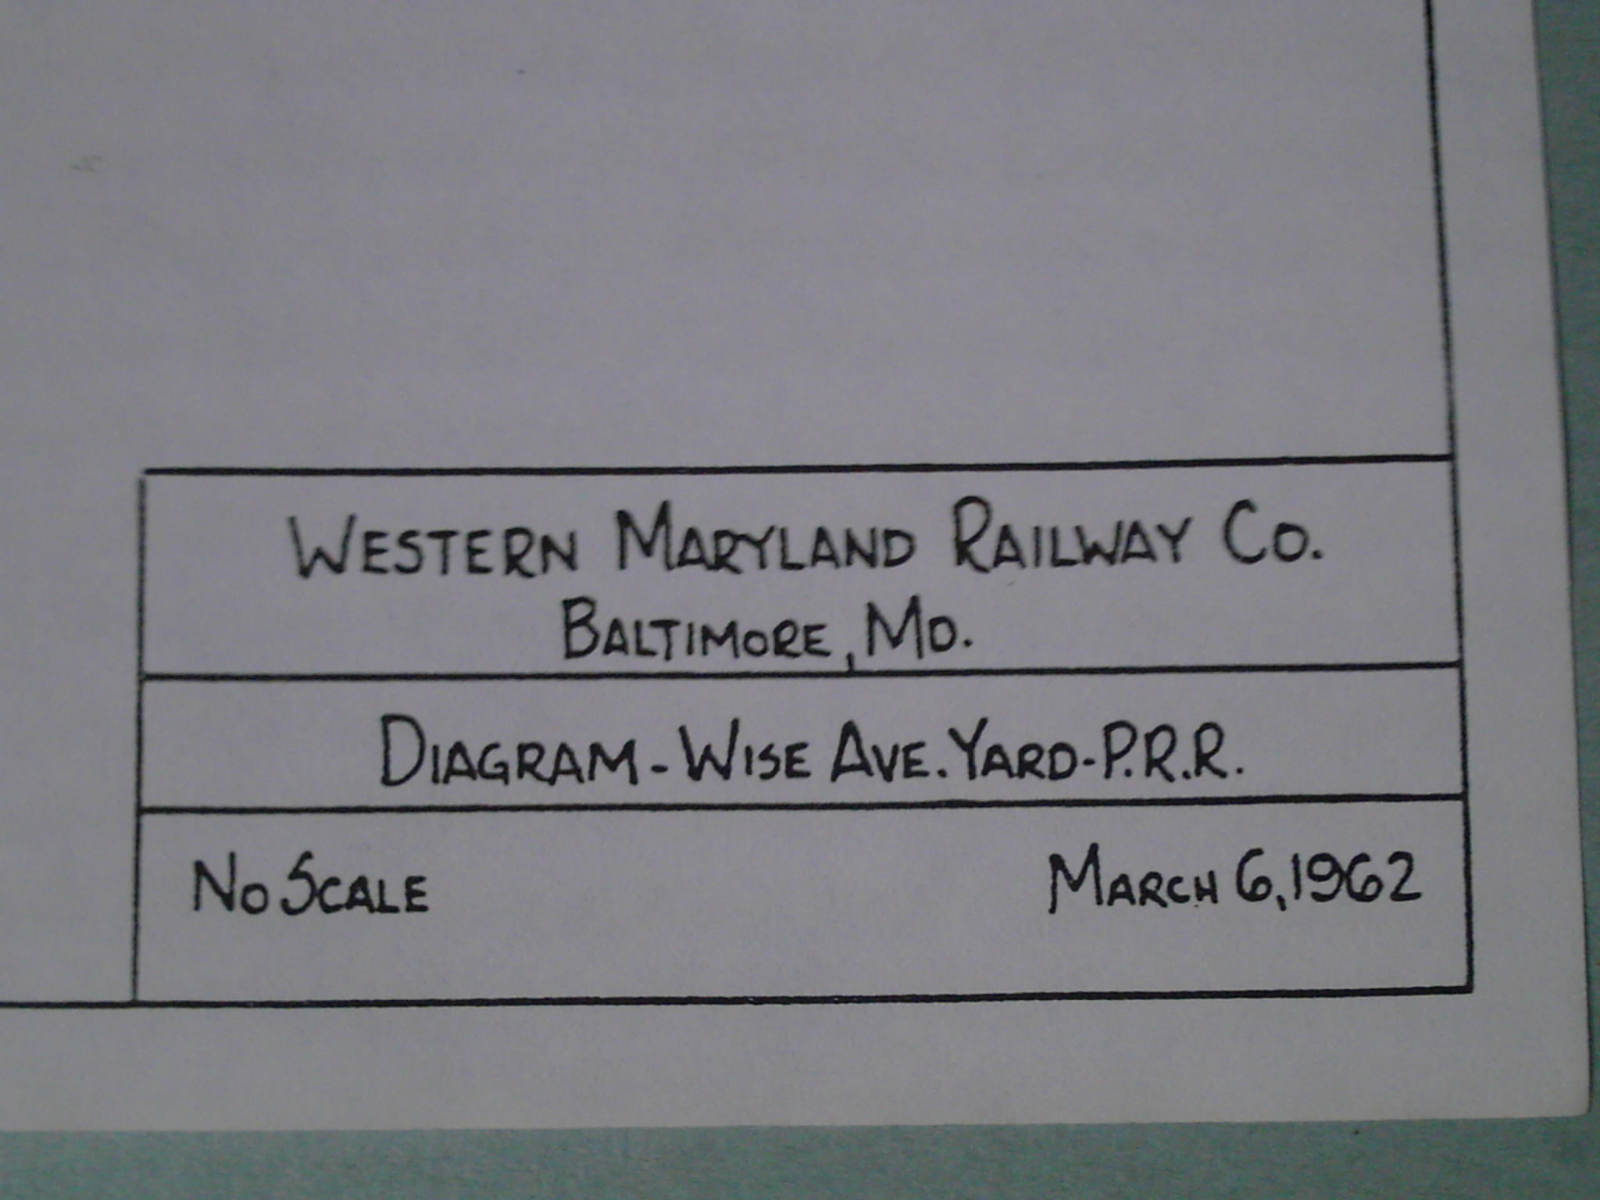 WESTERN MARYLAND RAILWAY CO.
BALTIMORE, MD.
DIAGRAM-WISE AVE. YARD-P.R.R.
NO SCALE
MARCH 6, 1962